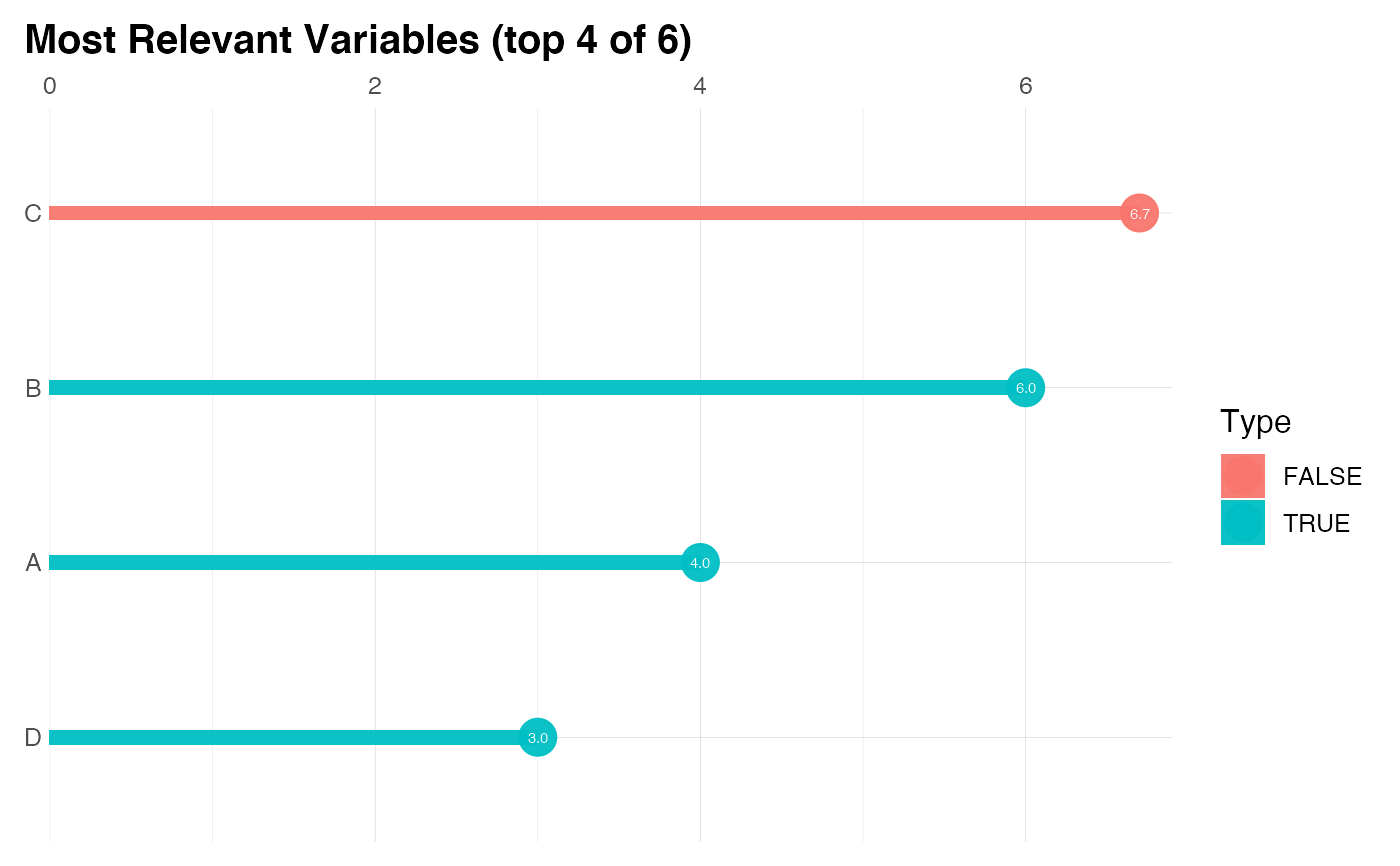 Most Relevant Variables (top 4 of 6)
0 2 4 6
C 6.7
B 6.0
Type
FALSE
TRUE
A 4.0
D 3.0